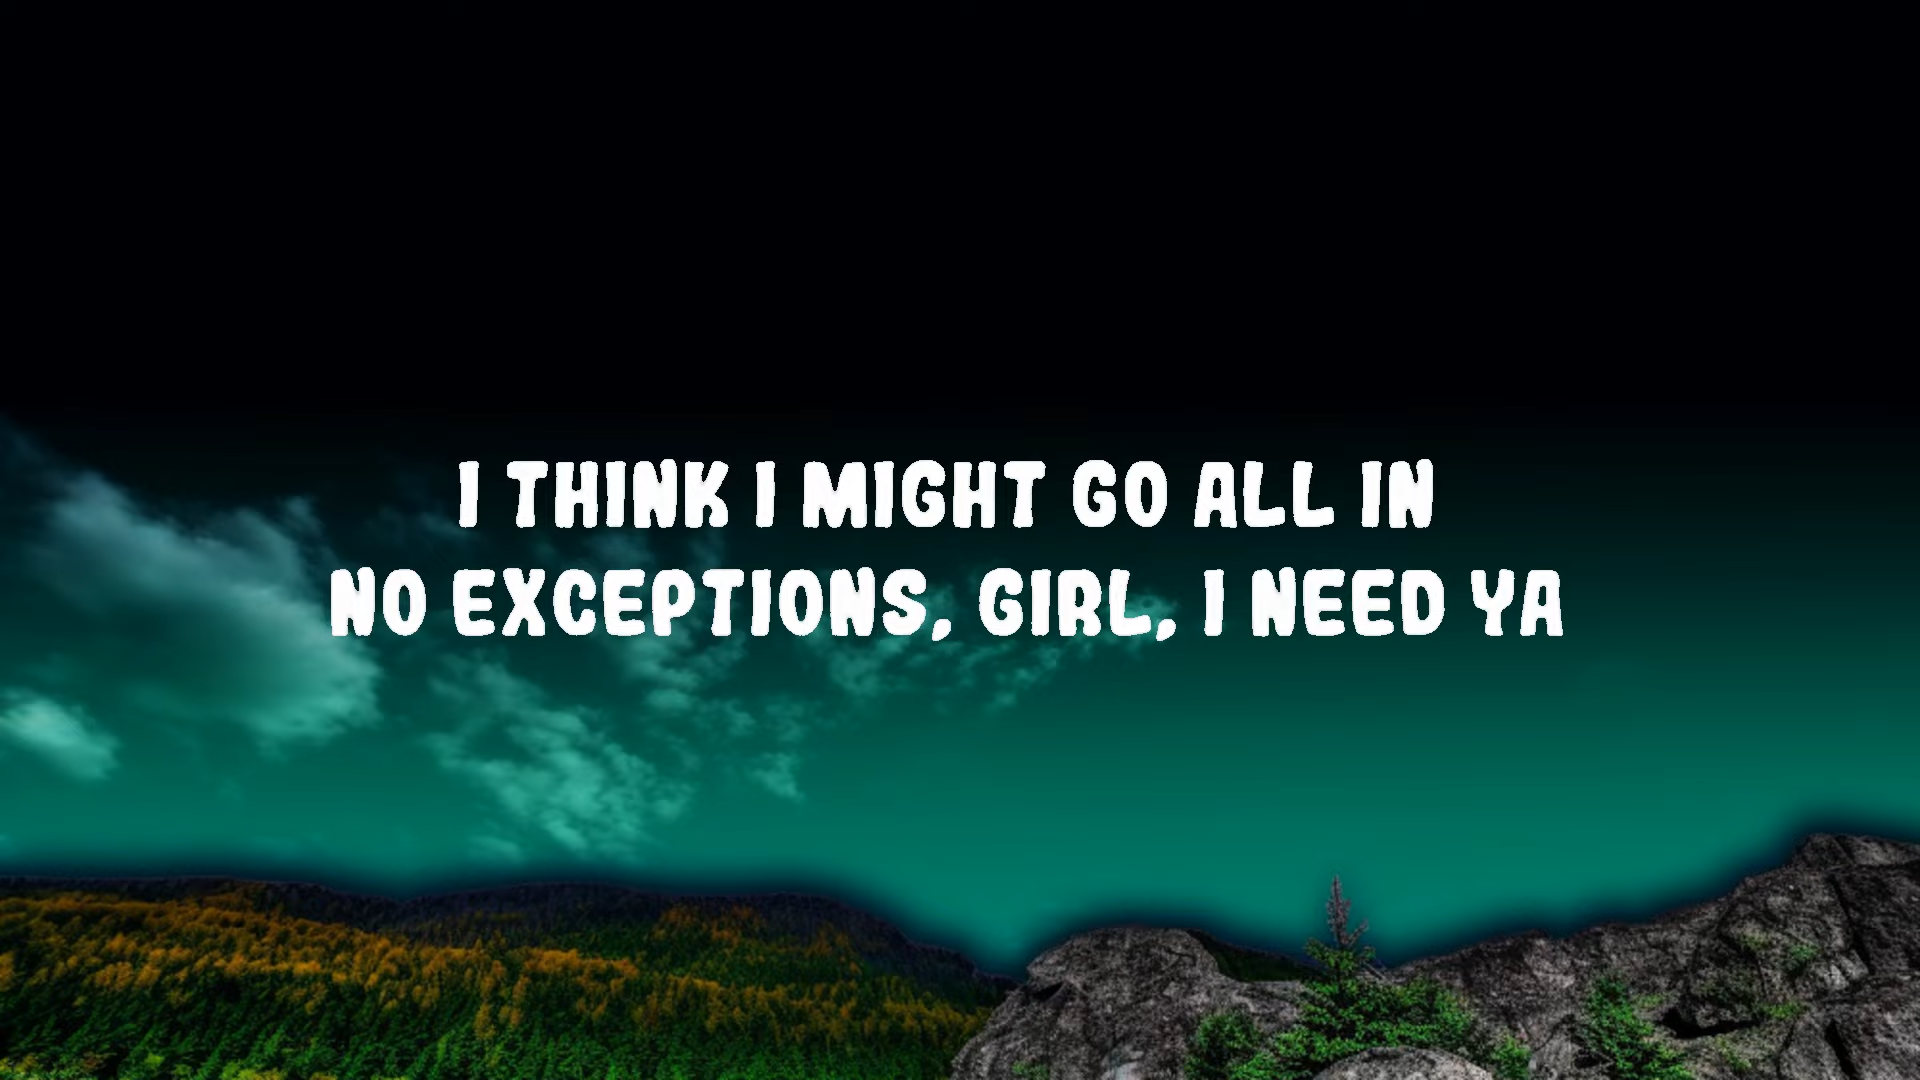 I THINK I MIGHT GO ALL IN
NO EXCEPTIONS, GIRL, I NEED YA